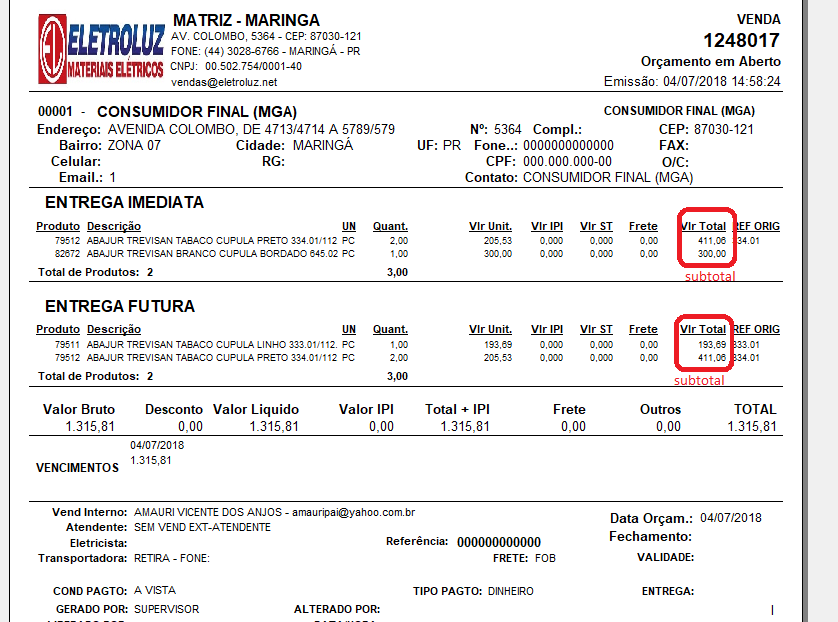 ELETROLUZ
MATERIAIS ELÉTRICOS
MATRIZ - MARINGA
AV. COLOMBO, 5364 - CEP: 87030-121
FONE: (44) 3028-6766 - MARINGÁ - PR
CNPJ: 00.502.754/0001-40
vendas@eletroluz.net
VENDA
1248017
Orçamento em Aberto
Emissão: 04/07/2018 14:58:24
00001 - CONSUMIDOR FINAL (MGA) CONSUMIDOR FINAL (MGA)
Endereço: AVENIDA COLOMBO, DE 4713/4714 A 5789/579 Nº: 5364 Compl.: CEP: 87030-121
Bairro: ZONA 07 Cidade: MARINGÁ UF: PR Fone..: 0000000000000 FAX:
Celular: RG: CPF: 000.000.000-00 O/C:
Email.: 1 Contato: CONSUMIDOR FINAL (MGA)
ENTREGA IMEDIATA
Produto Descrição UN Quant. Vlr Unit. Vlr IPI Vlr ST Frete Vlr Total REF ORIG
79512 ABAJUR TREVISAN TABACO CUPULA PRETO 334.01/112 PC 2,00 205,53 0,000 0,000 0,00 411,06 334.01
82672 ABAJUR TREVISAN BRANCO CUPULA BORDADO 645.02 PC 1,00 300,00 0,000 0,000 0,00 300,00
Total de Produtos: 2 3,00
subtotal
ENTREGA FUTURA
Produto Descrição UN Quant. Vlr Unit. Vlr IPI Vlr ST Frete Vlr Total REF ORIG
79511 ABAJUR TREVISAN TABACO CUPULA LINHO 333.01/112. PC 1,00 193,69 0,000 0,000 0,00 193,69 333.01
79512 ABAJUR TREVISAN TABACO CUPULA PRETO 334.01/112 PC 2,00 205,53 0,000 0,000 0,00 411,06 334.01
Total de Produtos: 2 3,00
subtotal
Valor Bruto Desconto Valor Liquido Valor IPI Total + IPI Frete Outros TOTAL
1.315,81 0,00 1.315,81 0,00 1.315,81 0,00 0,00 1.315,81
04/07/2018
VENCIMENTOS 1.315,81
Vend Interno: AMAURI VICENTE DOS ANJOS - amauripai@yahoo.com.br Data Orçam.: 04/07/2018
Atendente: SEM VEND EXT-ATENDENTE Fechamento:
Eletricista: Referência: 000000000000
Transportadora: RETIRA - FONE: FRETE: FOB VALIDADE:
COND PAGTO: A VISTA TIPO PAGTO: DINHEIRO ENTREGA:
GERADO POR: SUPERVISOR ALTERADO POR: